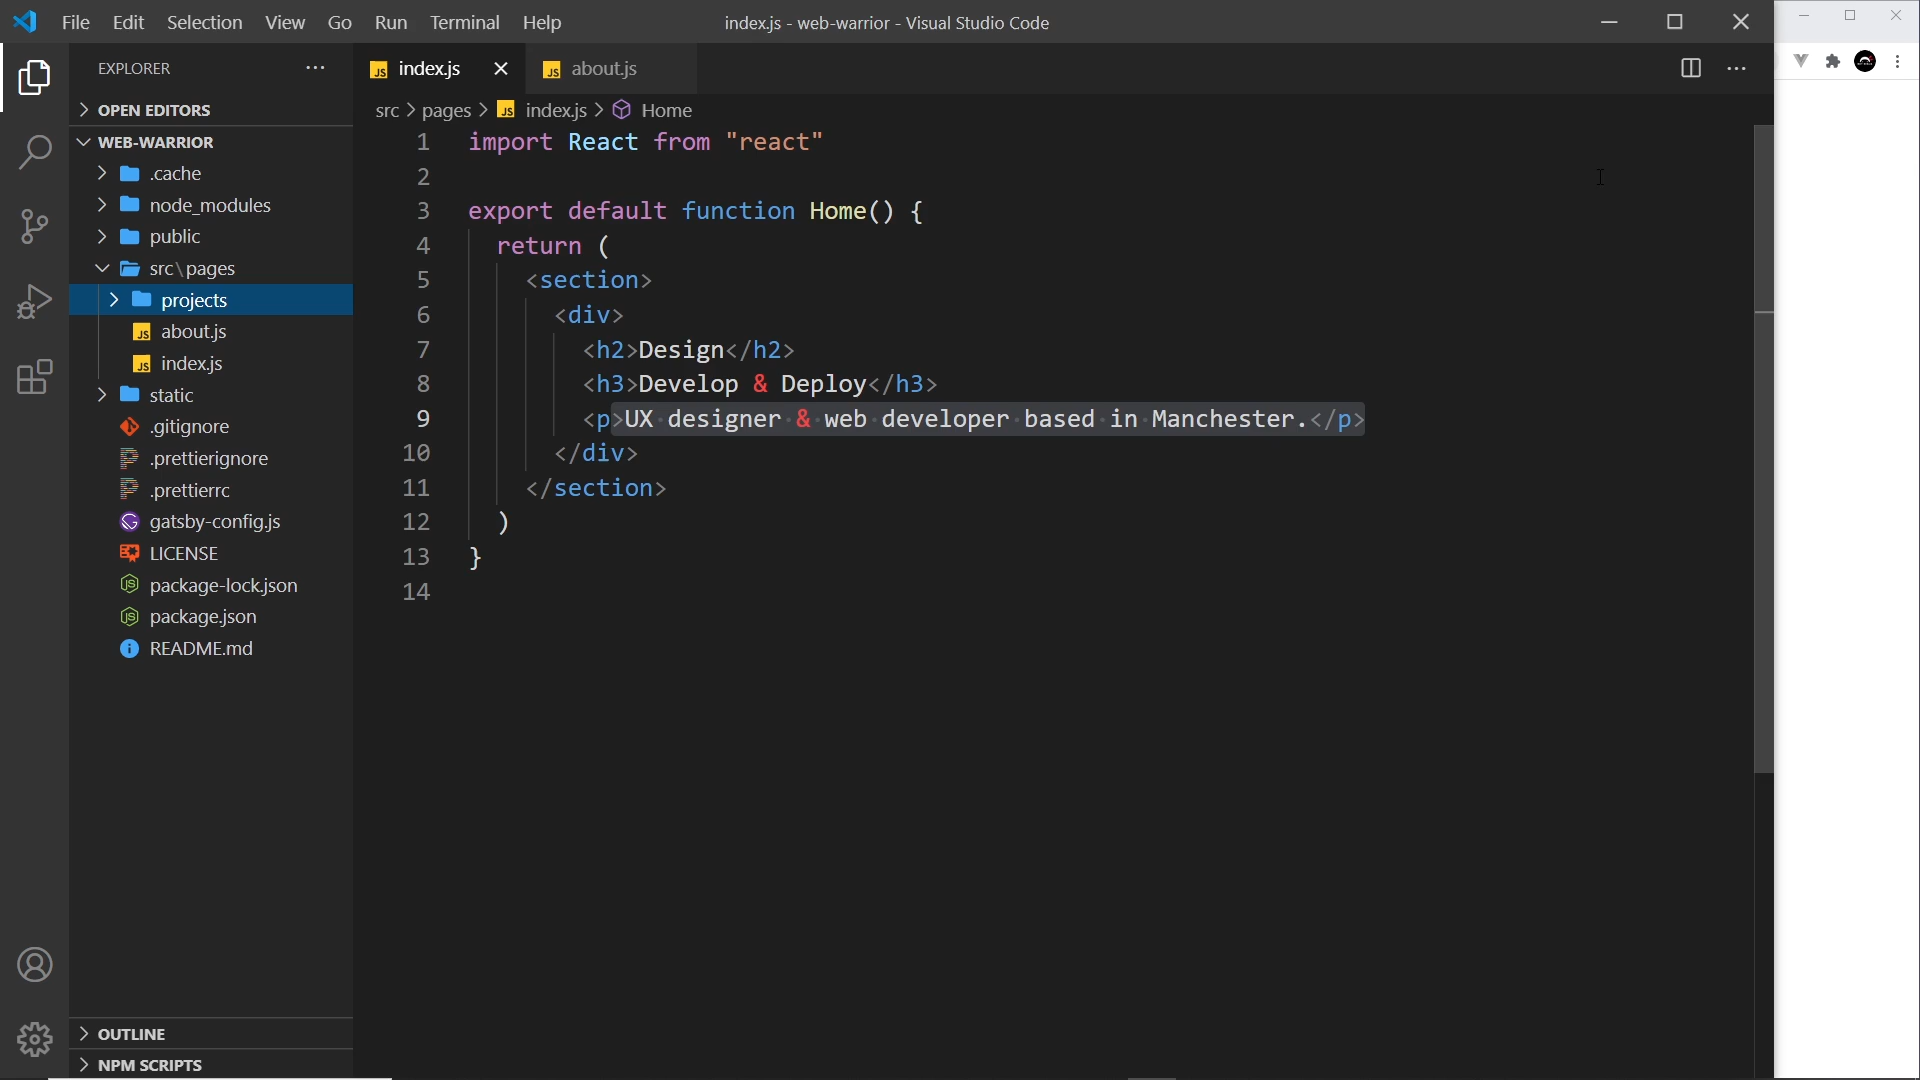 File Edit Selection View Go Run Terminal Help
index.js - web-warrior - Visual Studio Code
EXPLORER
OPEN EDITORS
WEB-WARRIOR
.cache
node_modules
public
src\pages
projects
about.js
index.js
static
.gitignore
.prettierignore
.prettierrc
gatsby-config.js
LICENSE
package-lock.json
package.json
README.md
OUTLINE
NPM SCRIPTS
JS index.js
JS about.js
src > pages > JS index.js > Home
1 import React from "react"
2
3 export default function Home() {
4 return (
5 <section>
6 <div>
7 <h2>Design</h2>
8 <h3>Develop & Deploy</h3>
9 <p>UX designer & web developer based in Manchester.</p>
10 </div>
11 </section>
12 )
13 }
14